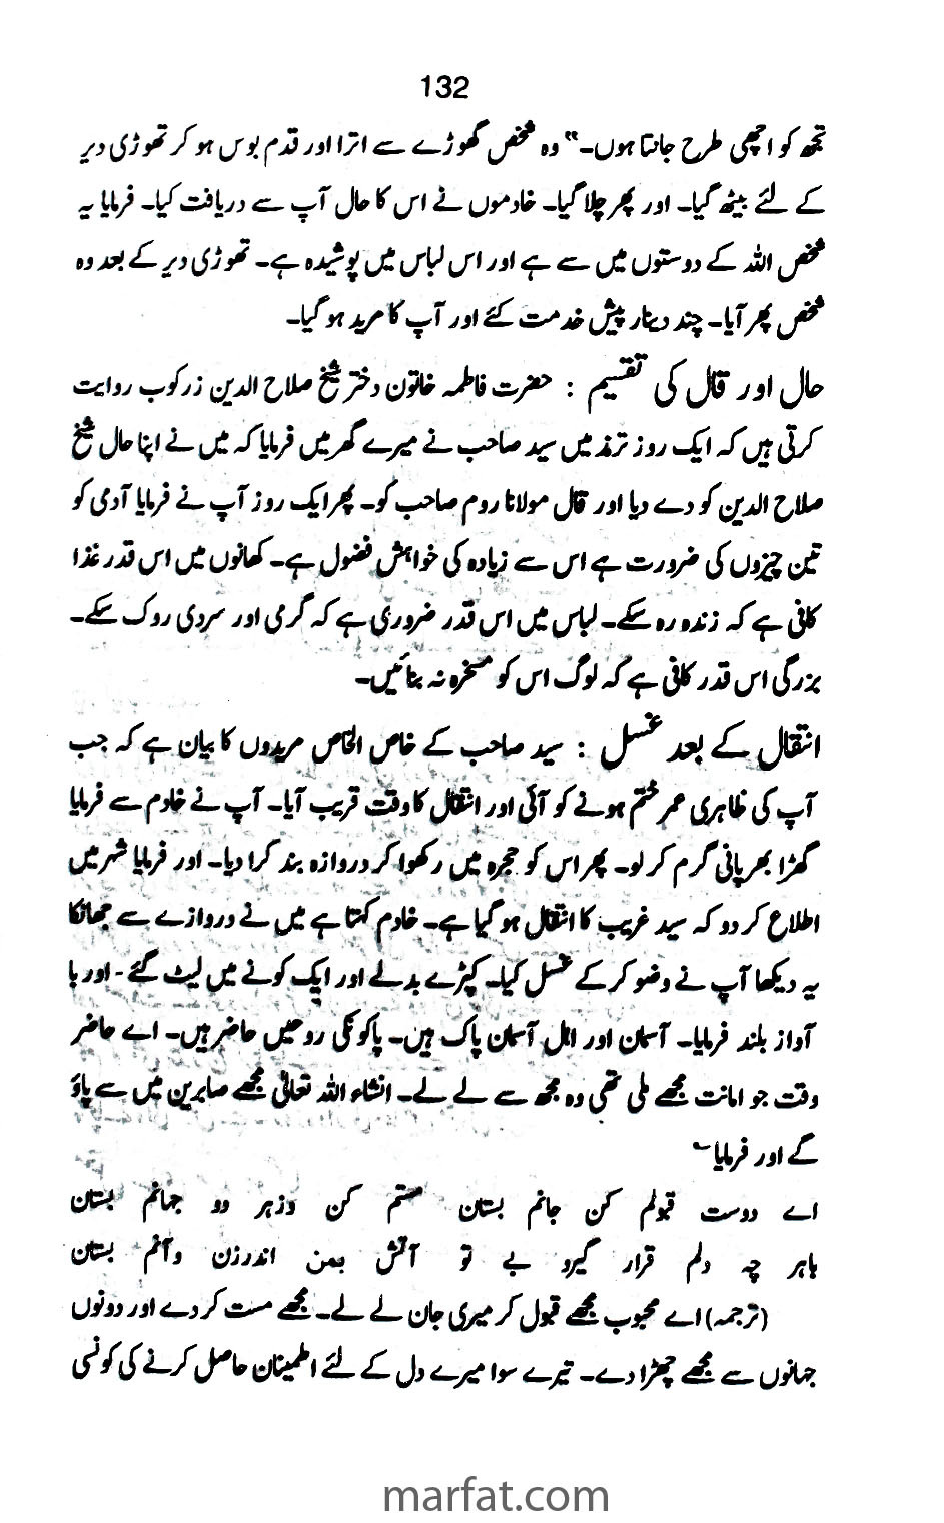 132
تجھ کو اچھی طرح جانتا ہوں۔" وہ شخص گھوڑے سے اترا اور قدم بوس ہو کر تھوڑی دیر
کے لئے بیٹھ گیا۔ اور پھر چلا گیا۔ خادموں نے اس کا حال آپ سے دریافت کیا۔ فرمایا یہ
شخص اللہ کے دوستوں میں سے ہے اور اس لباس میں پوشیدہ ہے۔ تھوڑی دیر کے بعد وہ
شخص پھر آیا۔ چند دینار پیش خدمت کئے اور آپ کا مرید ہو گیا۔
حال اور قال کی تقسیم : حضرت فاطمہ خاتون دختر شیخ صلاح الدین زرکوب روایت
کرتی ہیں کہ ایک روز ترمذ میں سید صاحب نے میرے گھر میں فرمایا کہ میں نے اپنا حال شیخ
صلاح الدین کو دے دیا اور قال مولانا روم صاحب کو۔ پھر ایک روز آپ نے فرمایا آدمی کو
تین چیزوں کی ضرورت ہے اس سے زیادہ کی خواہش فضول ہے۔ کھانوں میں اس قدر غذا
کافی ہے کہ زندہ رہ سکے۔ لباس میں اس قدر ضروری ہے کہ گرمی اور سردی روک سکے۔
بزرگی اس قدر کافی ہے کہ لوگ اس کو مسخرہ نہ بنائیں۔
انتقال کے بعد غسل : سید صاحب کے خاص الخاص مریدوں کا بیان ہے کہ جب
آپ کی ظاہری عمر ختم ہونے کو آئی اور انتقال کا وقت قریب آیا۔ آپ نے خادم سے فرمایا
گھڑا بھر پانی گرم کر لو۔ پھر اس کو حجرہ میں رکھوا کر دروازہ بند کرا دیا۔ اور فرمایا شہر میں
اطلاع کر دو کہ سید غریب کا انتقال ہو گیا ہے۔ خادم کہتا ہے میں نے دروازے سے جھانکا
یہ دیکھا آپ نے وضو کر کے غسل کیا۔ کپڑے بدلے اور ایک کونے میں لیٹ گئے۔ اور با
آواز بلند فرمایا۔ آسمان اور اہل آسمان پاک ہیں۔ پاکوں کی روحیں حاضر ہیں۔ اے حاضر
وقت جو امانت مجھے ملی تھی وہ مجھ سے لے لے۔ انشاء اللہ تعالیٰ مجھے صابرین میں سے پاؤ
گے اور فرمایا ؎
اے دوست قبولم کن جانم بستان مستم کن وزہر دو جہانم بستان
باہر چہ دلم قرار گیرد بے تو آتش بمن اندرزن وآنم بستان
(ترجمہ) اے محبوب مجھے قبول کر میری جان لے لے۔ مجھے مست کر دے اور دونوں
جہانوں سے مجھے چھڑا دے۔ تیرے سوا میرے دل کے لئے اطمینان حاصل کرنے کی کونسی
marfat.com